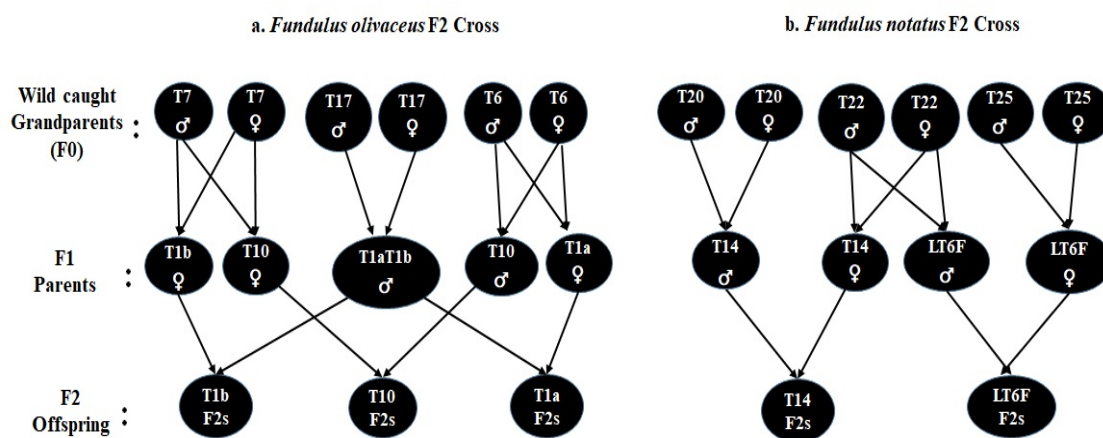 a. Fundulus olivaceus F2 Cross
b. Fundulus notatus F2 Cross
Wild caught
Grandparents :
(F0)
T7
♂
T7
♀
T17
♂
T17
♀
T6
♂
T6
♀
T20
♂
T20
♀
T22
♂
T22
♀
T25
♂
T25
♀
F1
Parents :
T1b
♀
T10
♀
T1aT1b
♂
T10
♂
T1a
♀
T14
♂
T14
♀
LT6F
♂
LT6F
♀
F2
Offspring :
T1b
F2s
T10
F2s
T1a
F2s
T14
F2s
LT6F
F2s